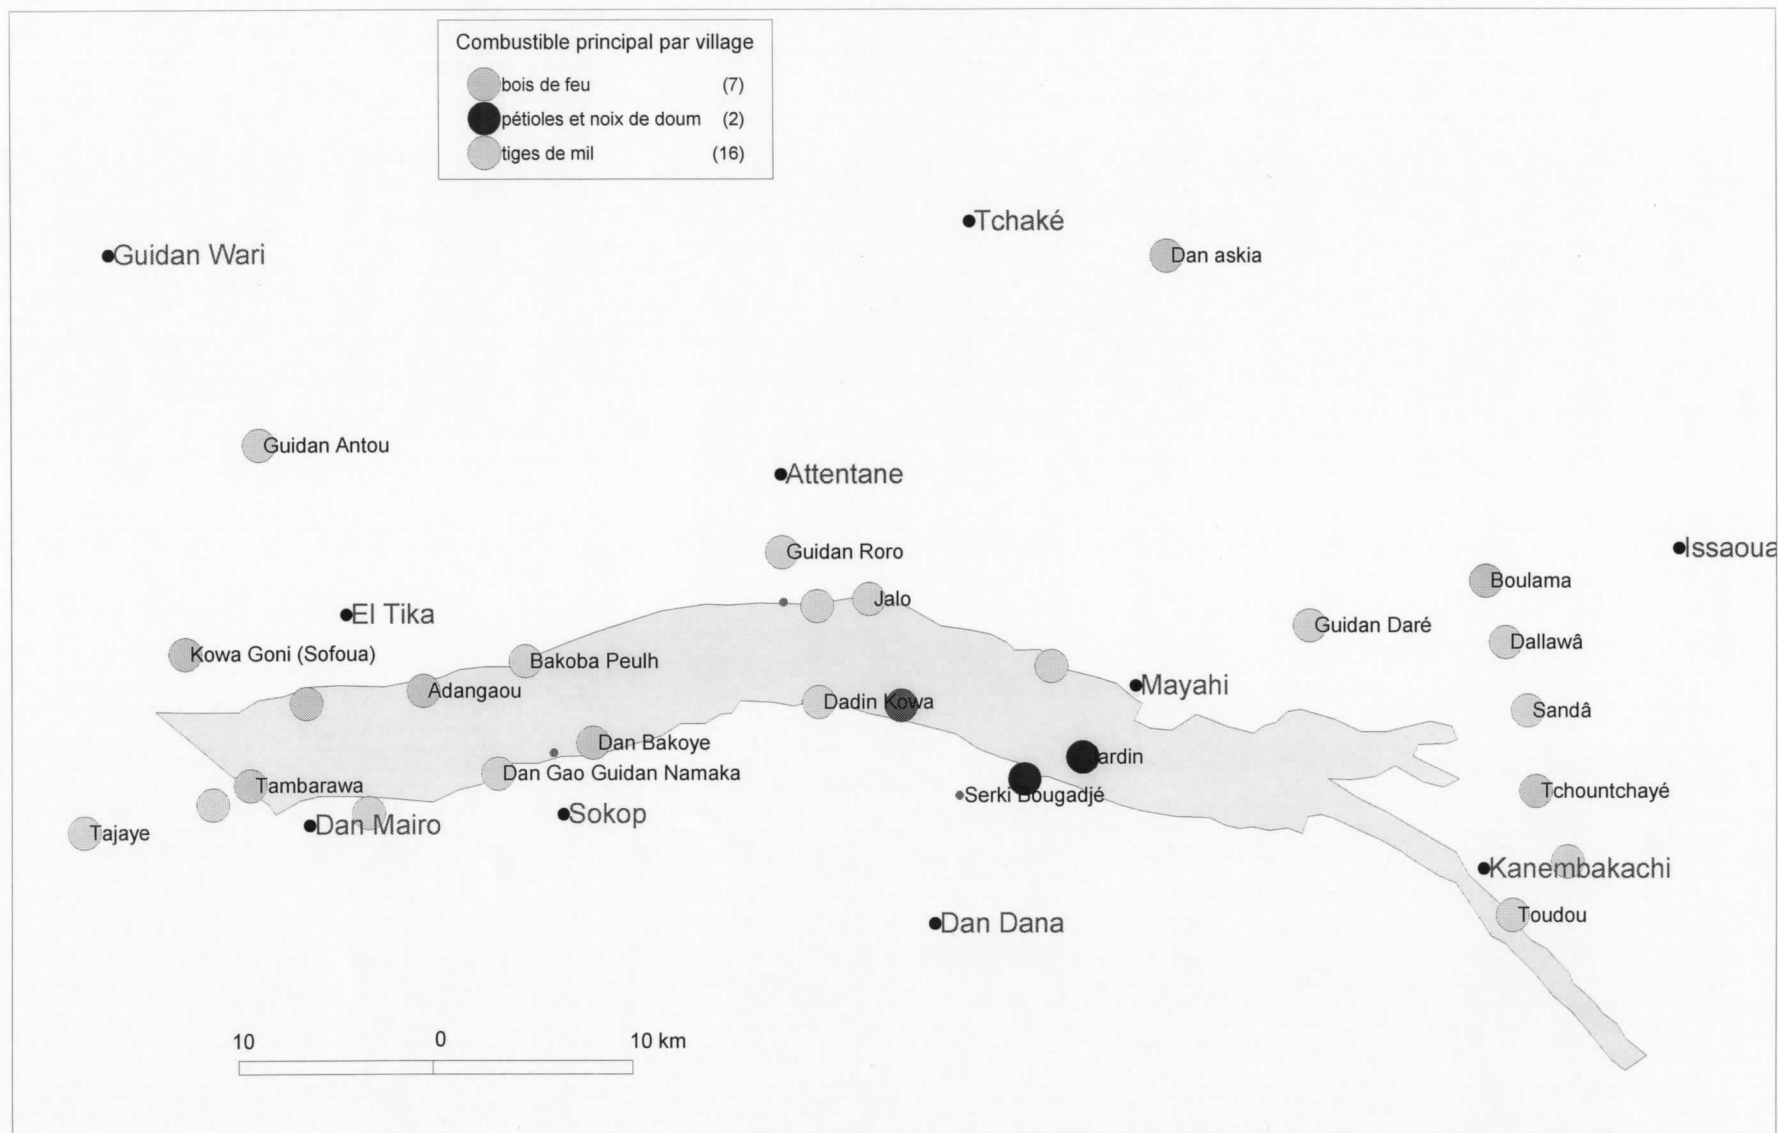 Combustible principal par village
bois de feu (7)
pétioles et noix de doum (2)
tiges de mil (16)
Tchaké
Guidan Wari
Dan askia
Guidan Antou
Attentane
Guidan Roro
Issaoua
Boulama
Jalo
El Tika
Guidan Daré
Dallawâ
Kowa Goni (Sofoua)
Bakoba Peulh
Mayahi
Adangaou
Dadin Kowa
Sandâ
Dan Bakoye
Jardin
Dan Gao Guidan Namaka
Tambarawa
Serki Bougadjé
Tchountchayé
Sokop
Dan Mairo
Tajaye
Kanembakachi
Toudou
Dan Dana
10 0 10 km